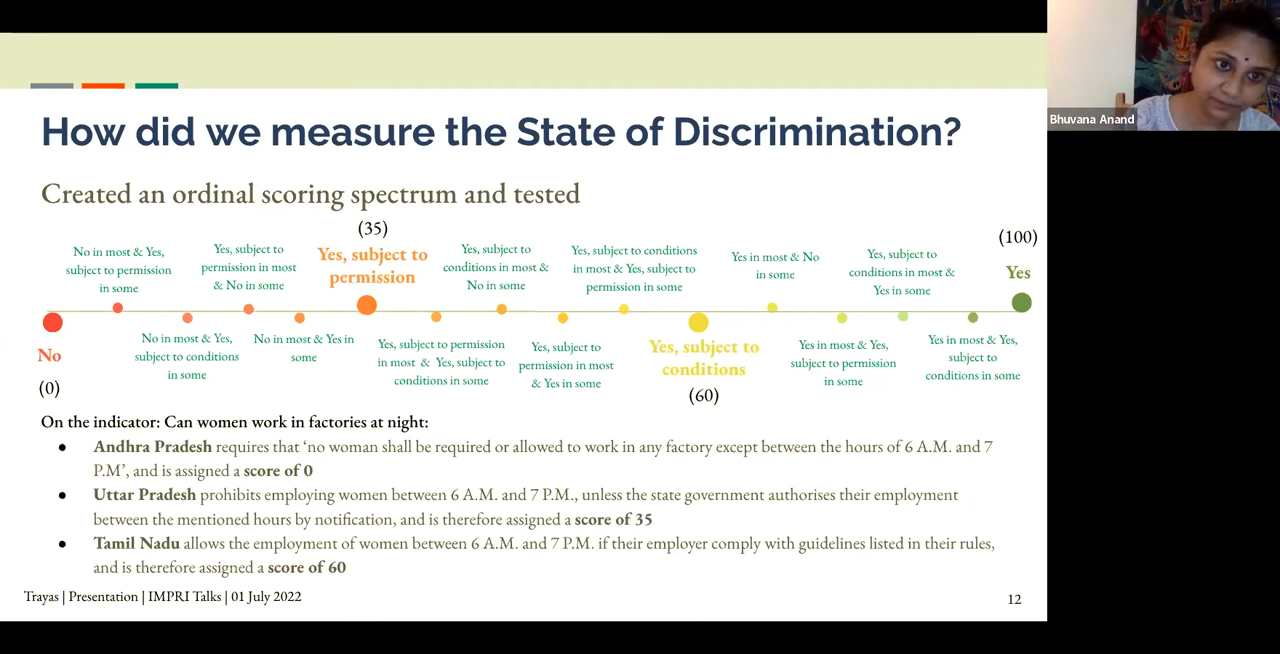 How did we measure the State of Discrimination?
Bhuvana Anand
Created an ordinal scoring spectrum and tested
(35)
(100)
No in most & Yes,
subject to permission
in some
Yes, subject to
permission in most
& No in some
Yes, subject to
permission
Yes, subject to
conditions in most &
No in some
Yes, subject to conditions
in most & Yes, subject to
permission in some
Yes in most & No
in some
Yes, subject to
conditions in most &
Yes in some
Yes
No
(0)
No in most & Yes,
subject to conditions
in some
No in most & Yes in
some
Yes, subject to permission
in most & Yes, subject to
conditions in some
Yes, subject to
permission in most
& Yes in some
Yes, subject to
conditions
(60)
Yes in most & Yes,
subject to permission
in some
Yes in most & Yes,
subject to
conditions in some
On the indicator: Can women work in factories at night:
● Andhra Pradesh requires that ‘no woman shall be required or allowed to work in any factory except between the hours of 6 A.M. and 7
P.M’, and is assigned a score of 0
● Uttar Pradesh prohibits employing women between 6 A.M. and 7 P.M., unless the state government authorises their employment
between the mentioned hours by notification, and is therefore assigned a score of 35
● Tamil Nadu allows the employment of women between 6 A.M. and 7 P.M. if their employer comply with guidelines listed in their rules,
and is therefore assigned a score of 60
Trayas | Presentation | IMPRI Talks | 01 July 2022
12